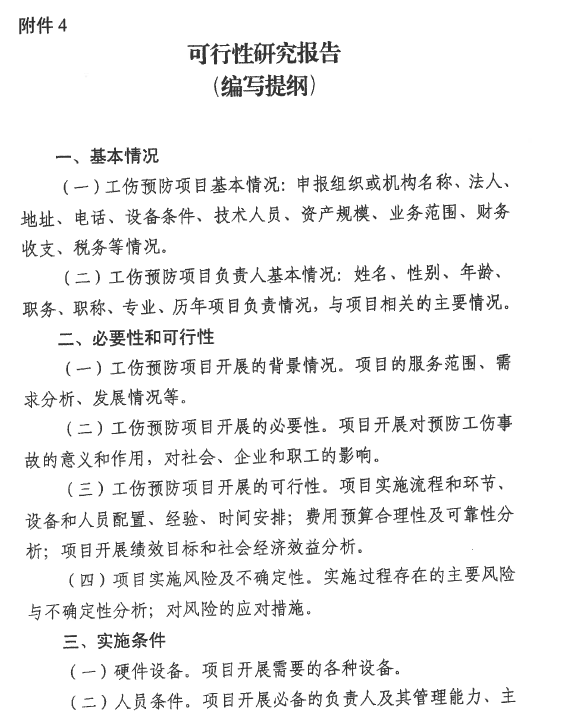 附件 4
可行性研究报告
（编写提纲）
一、基本情况
（一）工伤预防项目基本情况：申报组织或机构名称、法人、
地址、电话、设备条件、技术人员、资产规模、业务范围、财务
收支、税务等情况。
（二）工伤预防项目负责人基本情况：姓名、性别、年龄、
职务、职称、专业、历年项目负责情况，与项目相关的主要情况。
二、必要性和可行性
（一）工伤预防项目开展的背景情况。项目的服务范围、需
求分析、发展情况等。
（二）工伤预防项目开展的必要性。项目开展对预防工伤事
故的意义和作用，对社会、企业和职工的影响。
（三）工伤预防项目开展的可行性。项目实施流程和环节、
设备和人员配置、经验、时间安排；费用预算合理性及可靠性分
析；项目开展绩效目标和社会经济效益分析。
（四）项目实施风险及不确定性。实施过程存在的主要风险
与不确定性分析；对风险的应对措施。
三、实施条件
（一）硬件设备。项目开展需要的各种设备。
（二）人员条件。项目开展必备的负责人及其管理能力、主